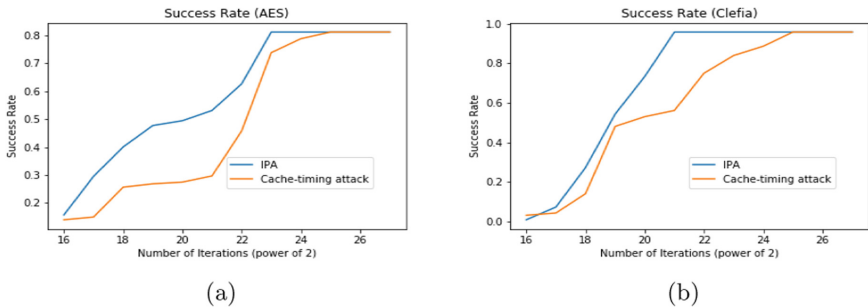 Success Rate (AES)
Success Rate
0.8
0.7
0.6
0.5
0.4
0.3
0.2
IPA
Cache-timing attack
16 18 20 22 24 26
Number of Iterations (power of 2)
(a)
Success Rate (Clefia)
Success Rate
1.0
0.8
0.6
0.4
0.2
0.0
IPA
Cache-timing attack
16 18 20 22 24 26
Number of Iterations (power of 2)
(b)